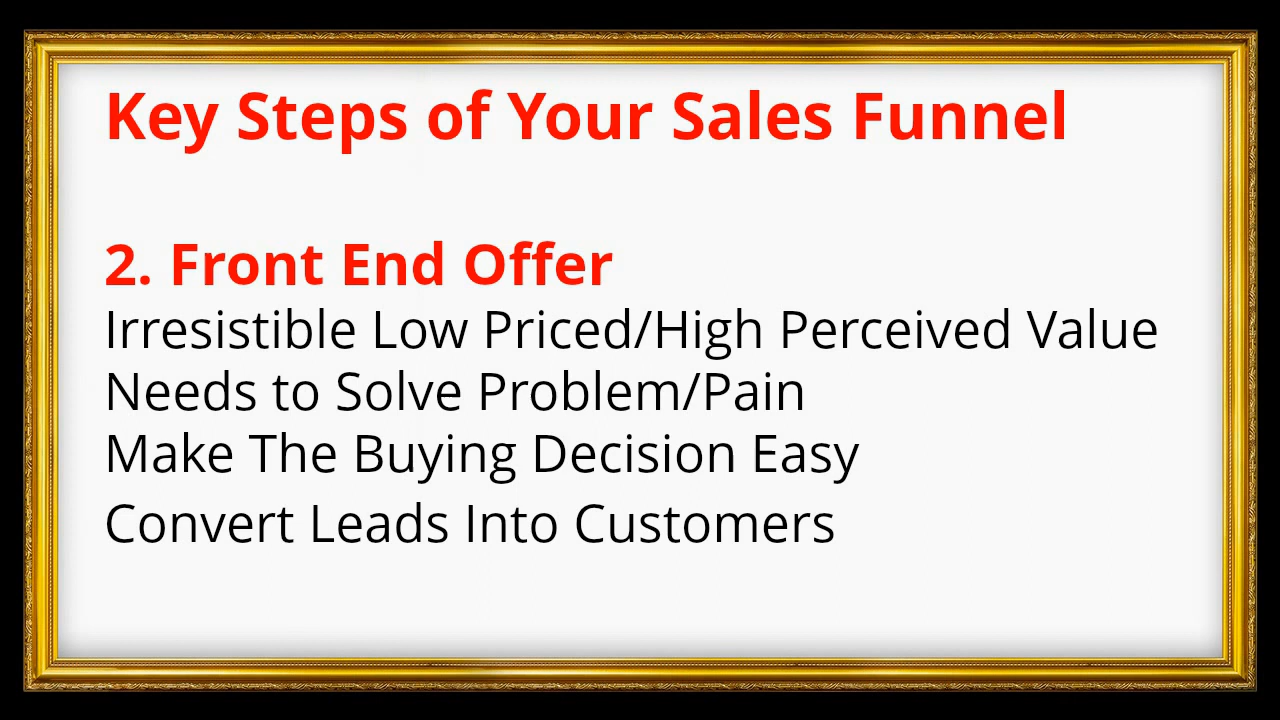 Key Steps of Your Sales Funnel
2. Front End Offer
Irresistible Low Priced/High Perceived Value
Needs to Solve Problem/Pain
Make The Buying Decision Easy
Convert Leads Into Customers